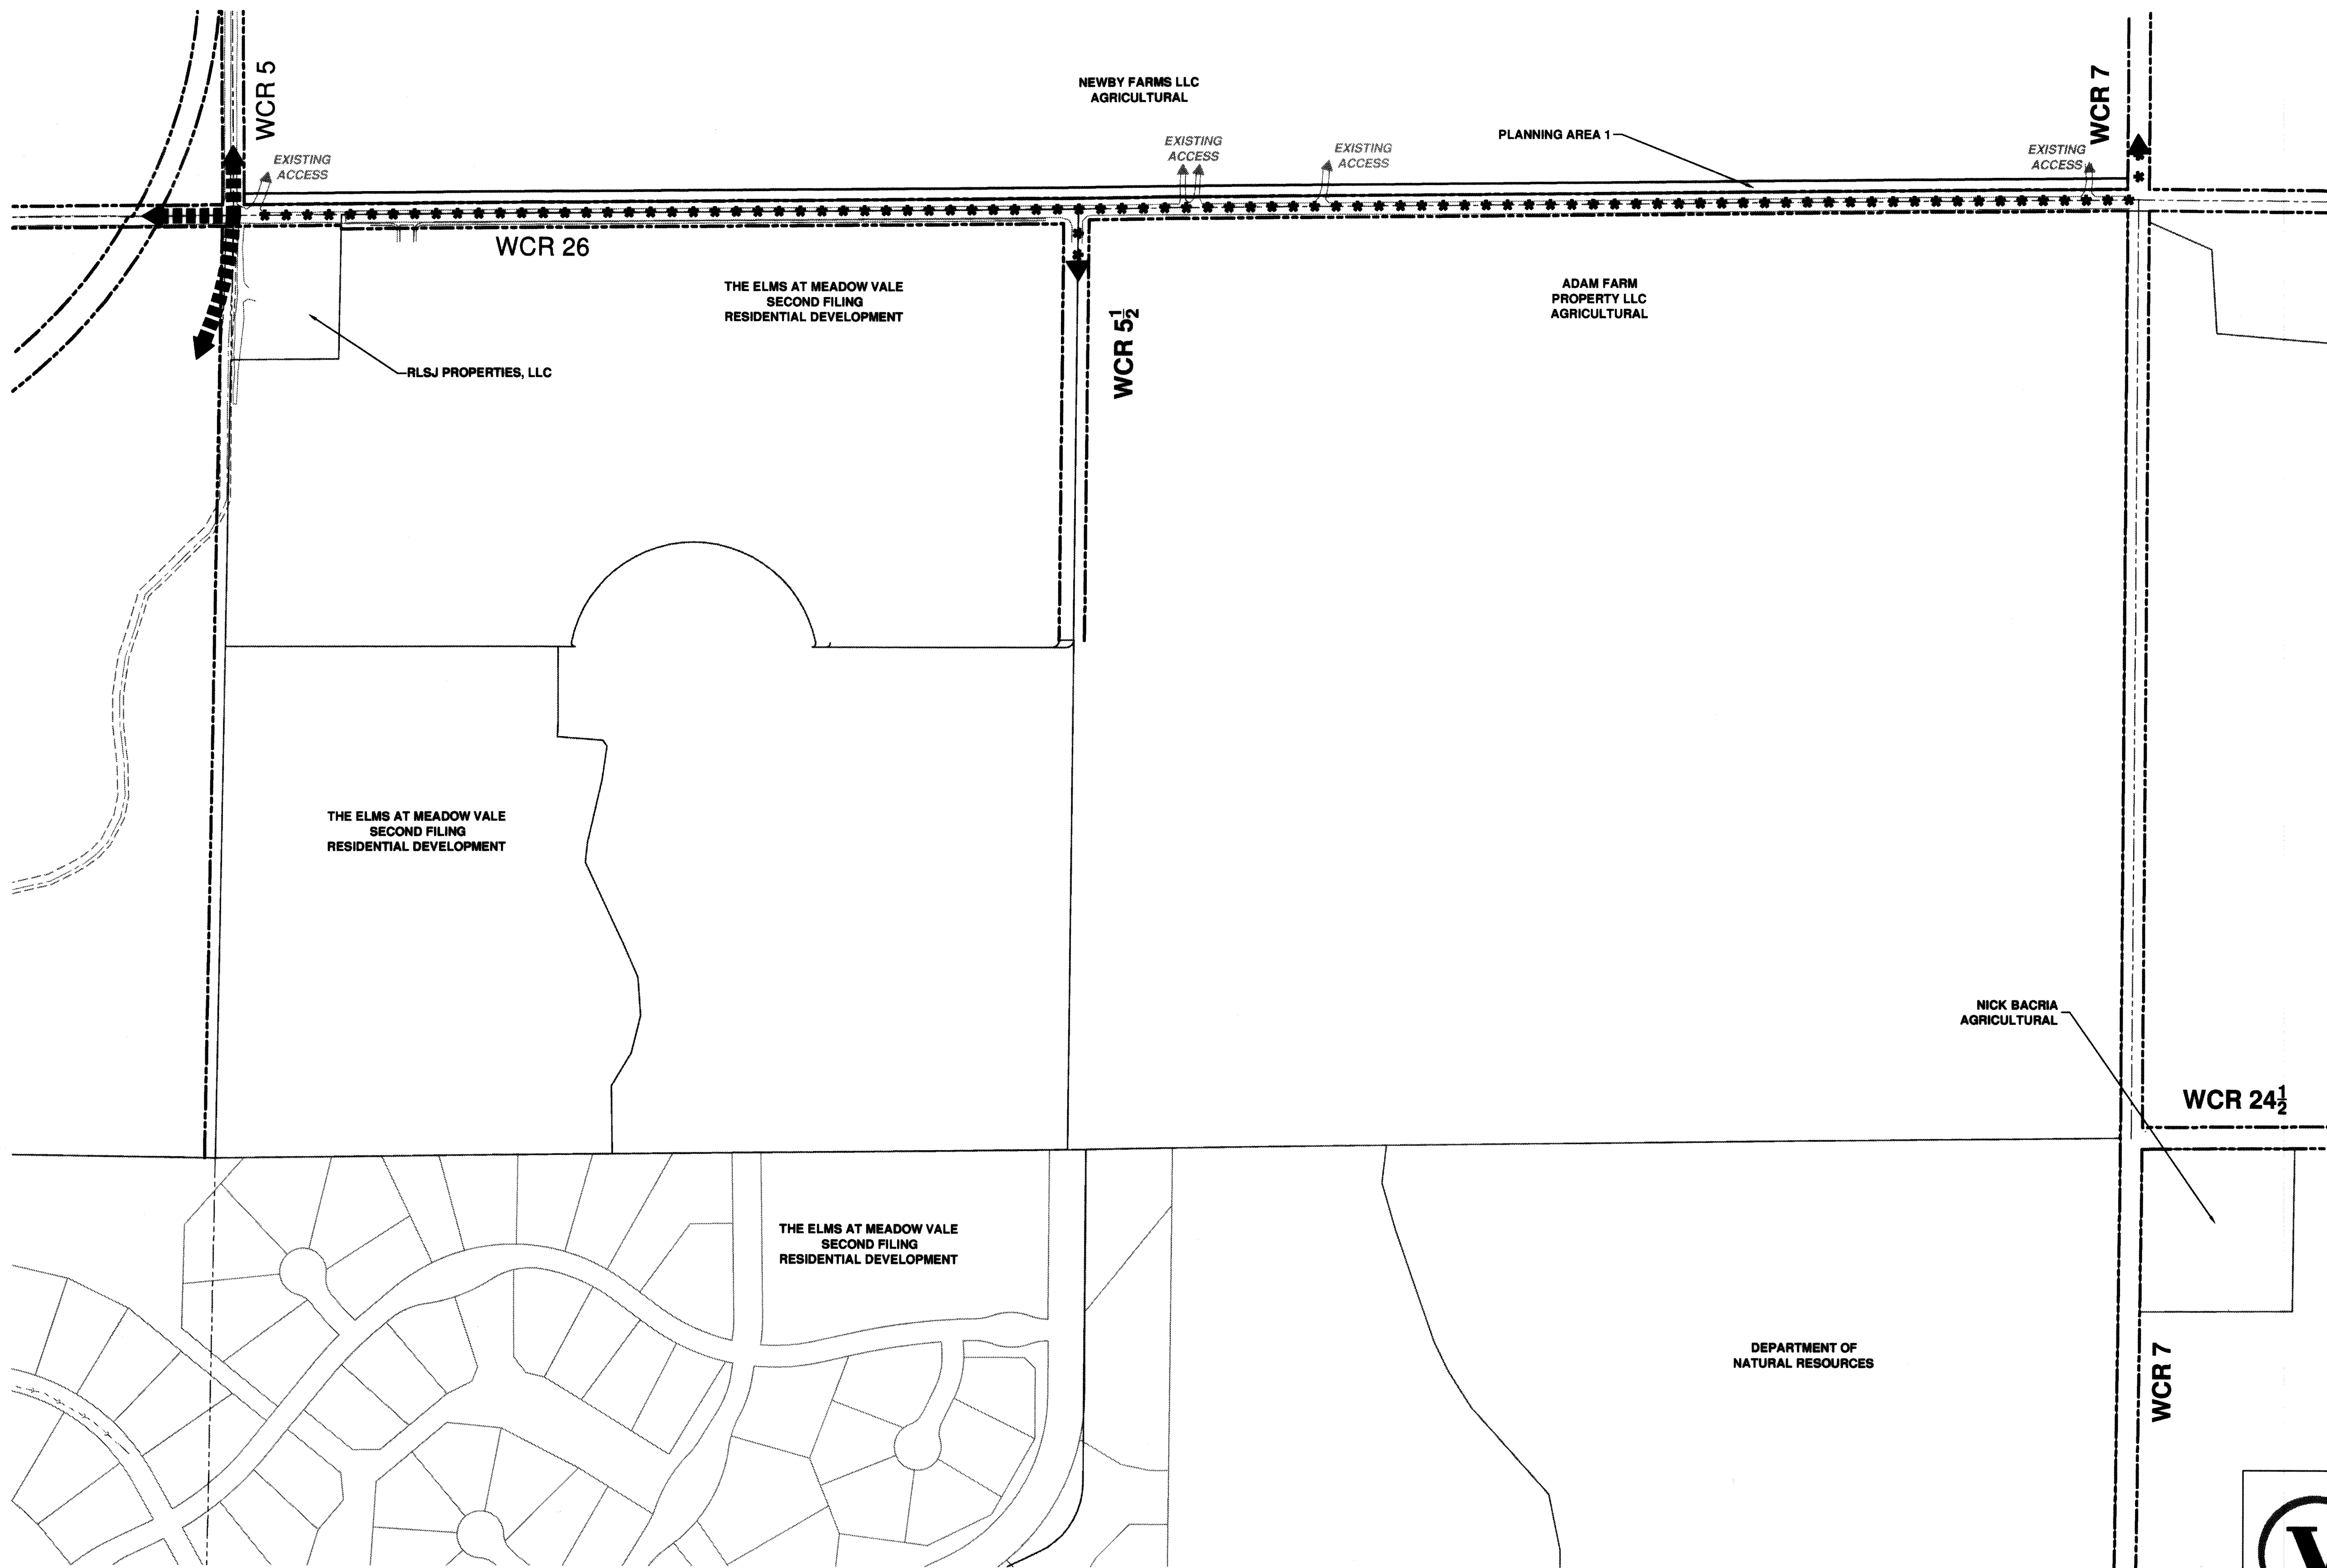 WCR 5
NEWBY FARMS LLC
AGRICULTURAL
WCR 7
PLANNING AREA 1
EXISTING
ACCESS
EXISTING
ACCESS
EXISTING
ACCESS
EXISTING
ACCESS
WCR 26
THE ELMS AT MEADOW VALE
SECOND FILING
RESIDENTIAL DEVELOPMENT
ADAM FARM
PROPERTY LLC
AGRICULTURAL
WCR 5½
RLSJ PROPERTIES, LLC
THE ELMS AT MEADOW VALE
SECOND FILING
RESIDENTIAL DEVELOPMENT
NICK BACRIA
AGRICULTURAL
WCR 24½
THE ELMS AT MEADOW VALE
SECOND FILING
RESIDENTIAL DEVELOPMENT
DEPARTMENT OF
NATURAL RESOURCES
WCR 7